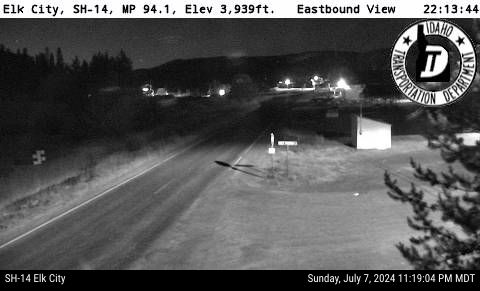 Elk City, SH-14, MP 94.1, Elev 3,939ft. Eastbound View 22:13:44
IDAHO
TRANSPORTATION DEPARTMENT
SH-14 Elk City Sunday, July 7, 2024 11:19:04 PM MDT